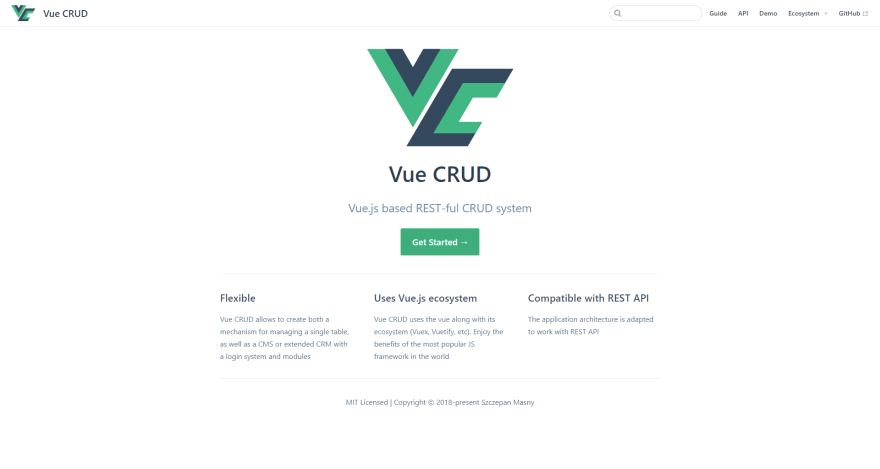 Vue CRUD
Guide API Demo Ecosystem GitHub
Vue CRUD
Vue.js based REST-ful CRUD system
Get Started →
Flexible
Vue CRUD allows to create both a
mechanism for managing a single table,
as well as a CMS or extended CRM with
a login system and modules
Uses Vue.js ecosystem
Vue CRUD uses the vue along with its
ecosystem (Vuex, Vuetify, etc). Enjoy the
benefits of the most popular JS
framework in the world
Compatible with REST API
The application architecture is adapted
to work with REST API
MIT Licensed | Copyright © 2018-present Szczepan Masny